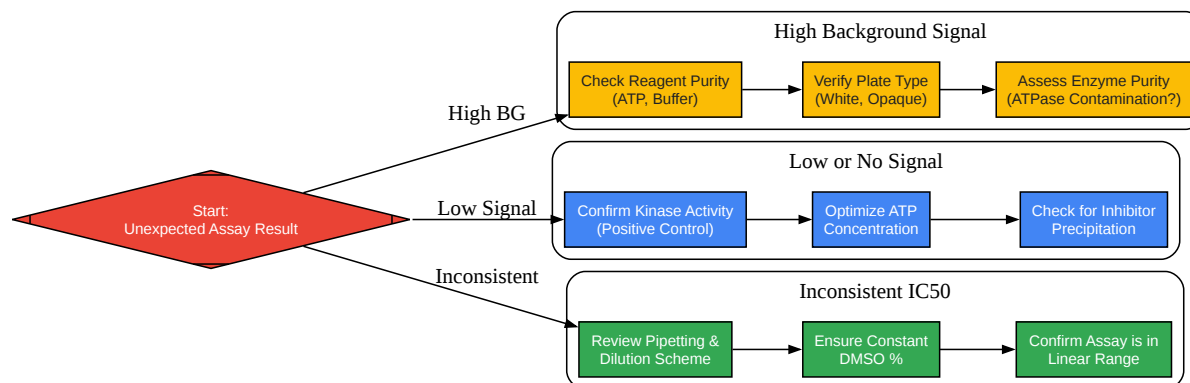 High Background Signal
Check Reagent Purity
(ATP, Buffer)
Verify Plate Type
(White, Opaque)
Assess Enzyme Purity
(ATPase Contamination?)
High BG
Low or No Signal
Start:
Unexpected Assay Result
Low Signal
Confirm Kinase Activity
(Positive Control)
Optimize ATP
Concentration
Check for Inhibitor
Precipitation
Inconsistent
Inconsistent IC50
Review Pipetting &
Dilution Scheme
Ensure Constant
DMSO %
Confirm Assay is in
Linear Range